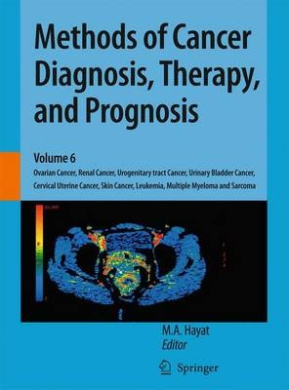 Methods of Cancer
Diagnosis, Therapy,
and Prognosis
Volume 6
Ovarian Cancer, Renal Cancer, Urogenitary tract Cancer, Urinary Bladder Cancer,
Cervical Uterine Cancer, Skin Cancer, Leukemia, Multiple Myeloma and Sarcoma
M.A. Hayat
Editor
Springer